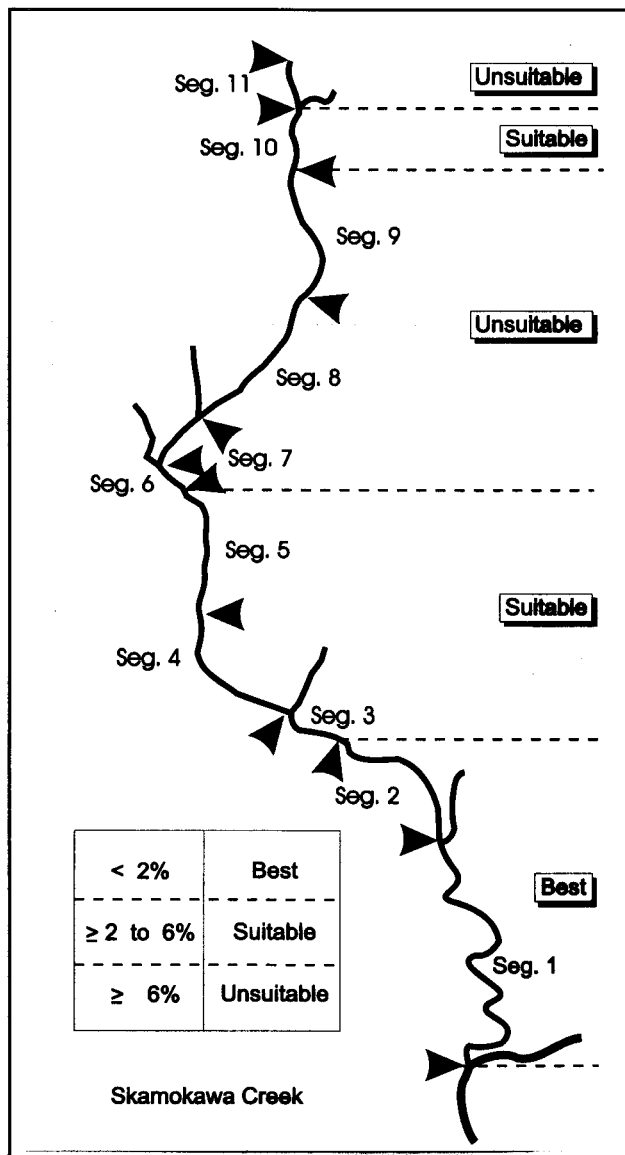 Unsuitable
Seg. 11
Suitable
Seg. 10
Seg. 9
Unsuitable
Seg. 8
Seg. 7
Seg. 6
Seg. 5
Suitable
Seg. 4
Seg. 3
Seg. 2
< 2% Best
Best
≥ 2 to 6% Suitable
Seg. 1
≥ 6% Unsuitable
Skamokawa Creek